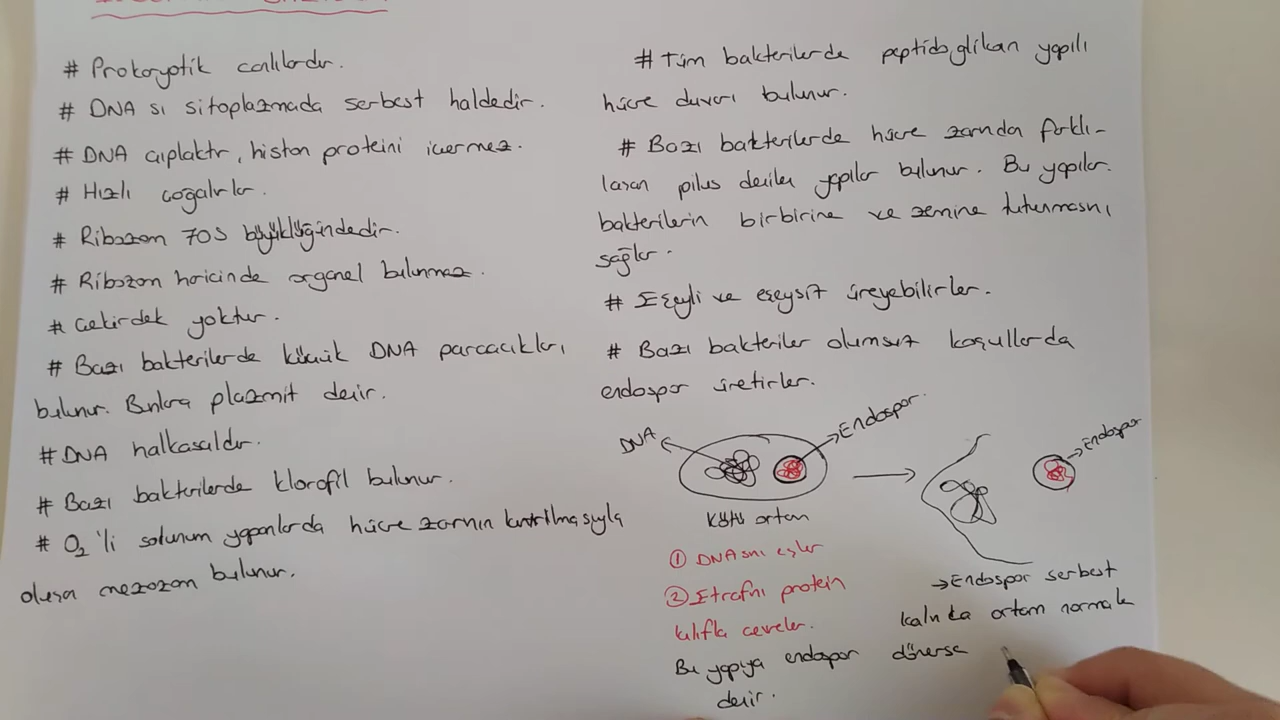 # Prokaryotik canlılardır.
# DNA sı sitoplazmada serbest haldedir.
# DNA çıplaktır, histon proteini içermez.
# Hızlı çoğalırlar.
# Ribozom 70S büyüklüğündedir.
# Ribozom haricinde organel bulunmaz.
# Çekirdek yoktur.
# Bazı bakterilerde küçük DNA parçacıkları
bulunur. Bunlara plazmit denir.
# DNA halkasaldır.
# Bazı bakterilerde klorofil bulunur.
# O₂'li solunum yapanlarda hücre zarının kıvrılmasıyla
oluşan mezozom bulunur.
# Tüm bakterilerde peptidoglikan yapılı
hücre duvarı bulunur.
# Bazı bakterilerde hücre zarında farklı-
laşan pilus denilen yapılar bulunur. Bu yapılar
bakterilerin birbirine ve zemine tutunmasını
sağlar.
# Eşeyli ve eşeysiz üreyebilirler.
# Bazı bakteriler olumsuz koşullarda
endospor üretirler.
DNA
Endospor.
Endospor
Kötü ortam
① DNAsını eşler
② Etrafını protein
kılıfla çevreler.
Bu yapıya endospor
denir.
→Endospor serbest
ortam normale
dönerse